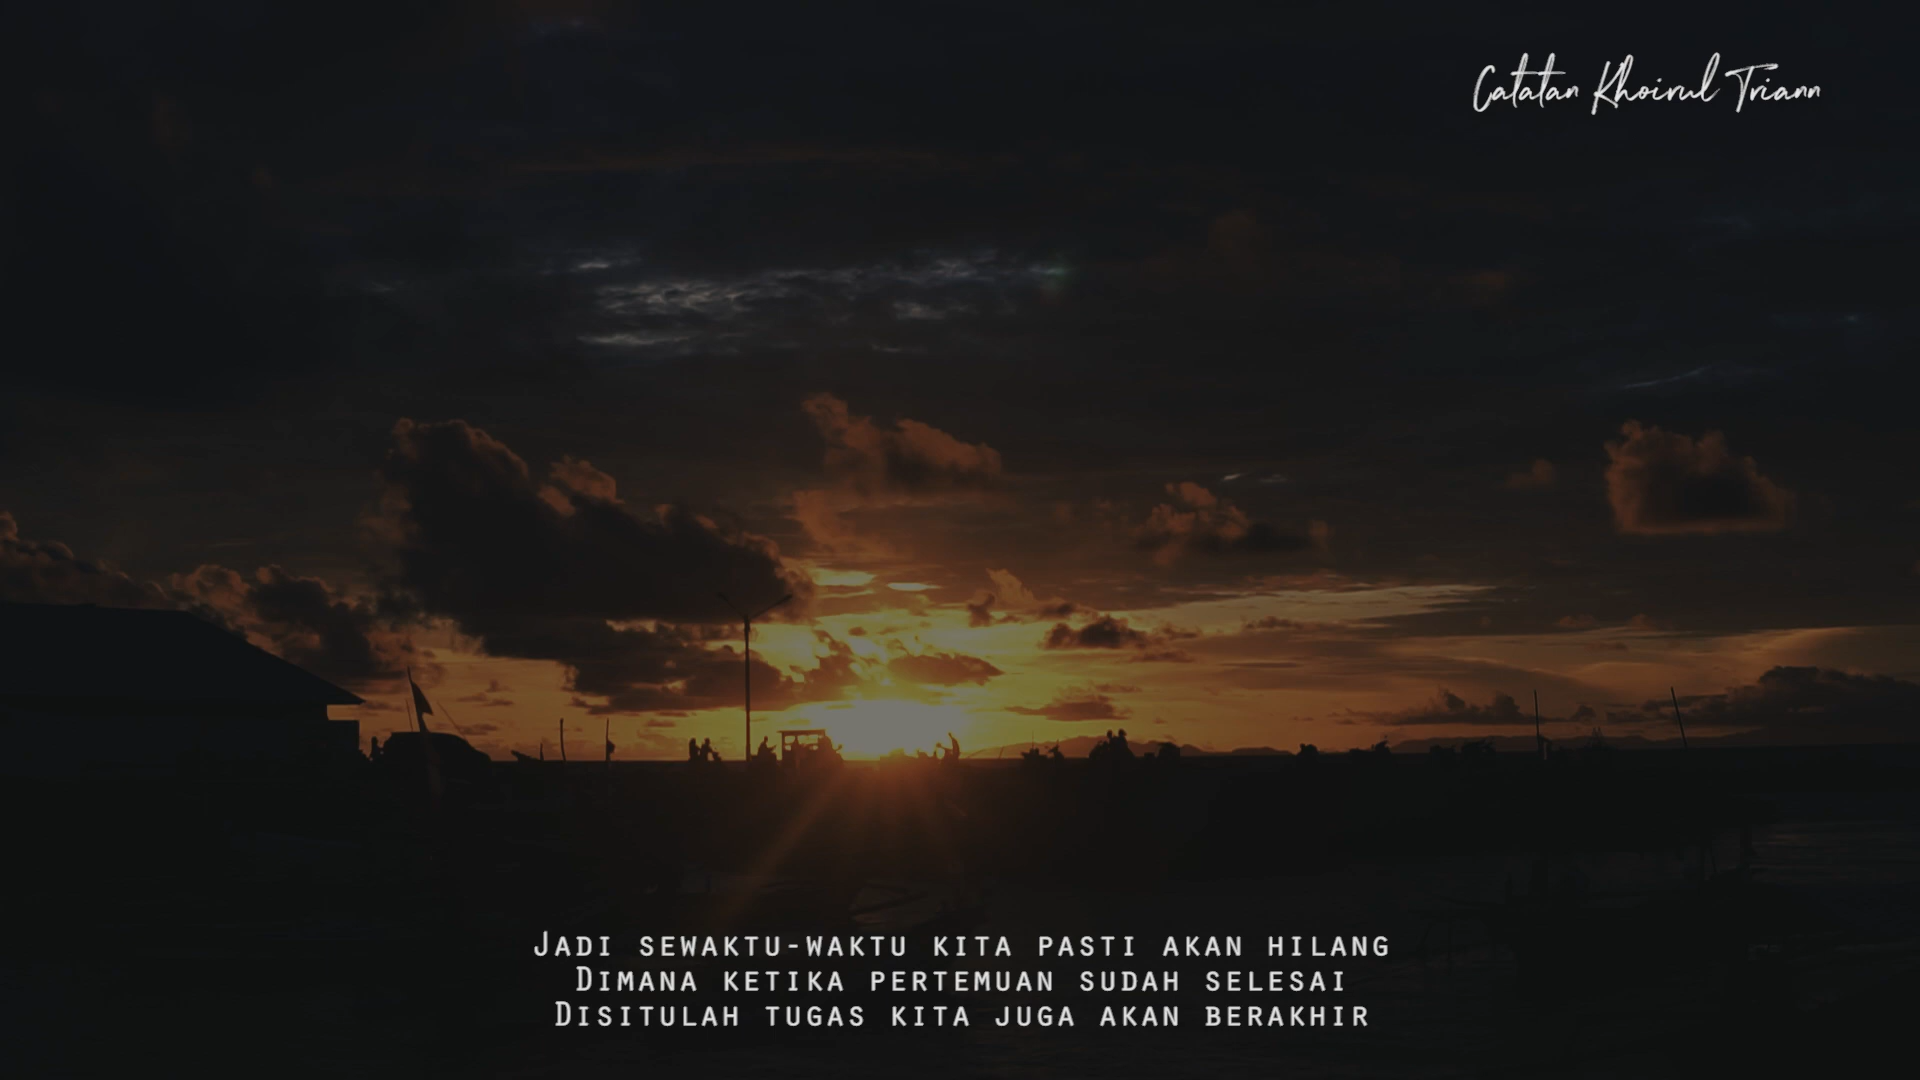 Catatan Khoirul Triann
Jadi sewaktu-waktu kita pasti akan hilang
Dimana ketika pertemuan sudah selesai
Disitulah tugas kita juga akan berakhir